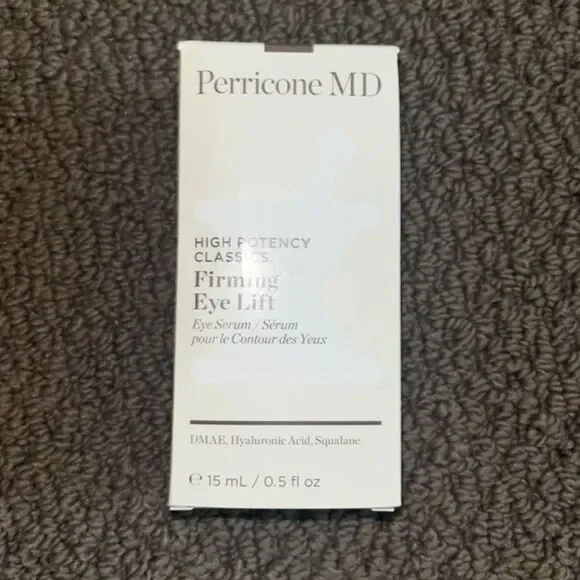 Perricone MD
HIGH POTENCY
CLASSICS
Firming
Eye Lift
Eye Serum / Sérum
pour le Contour des Yeux
DMAE, Hyaluronic Acid, Squalane
℮ 15 mL / 0.5 fl oz